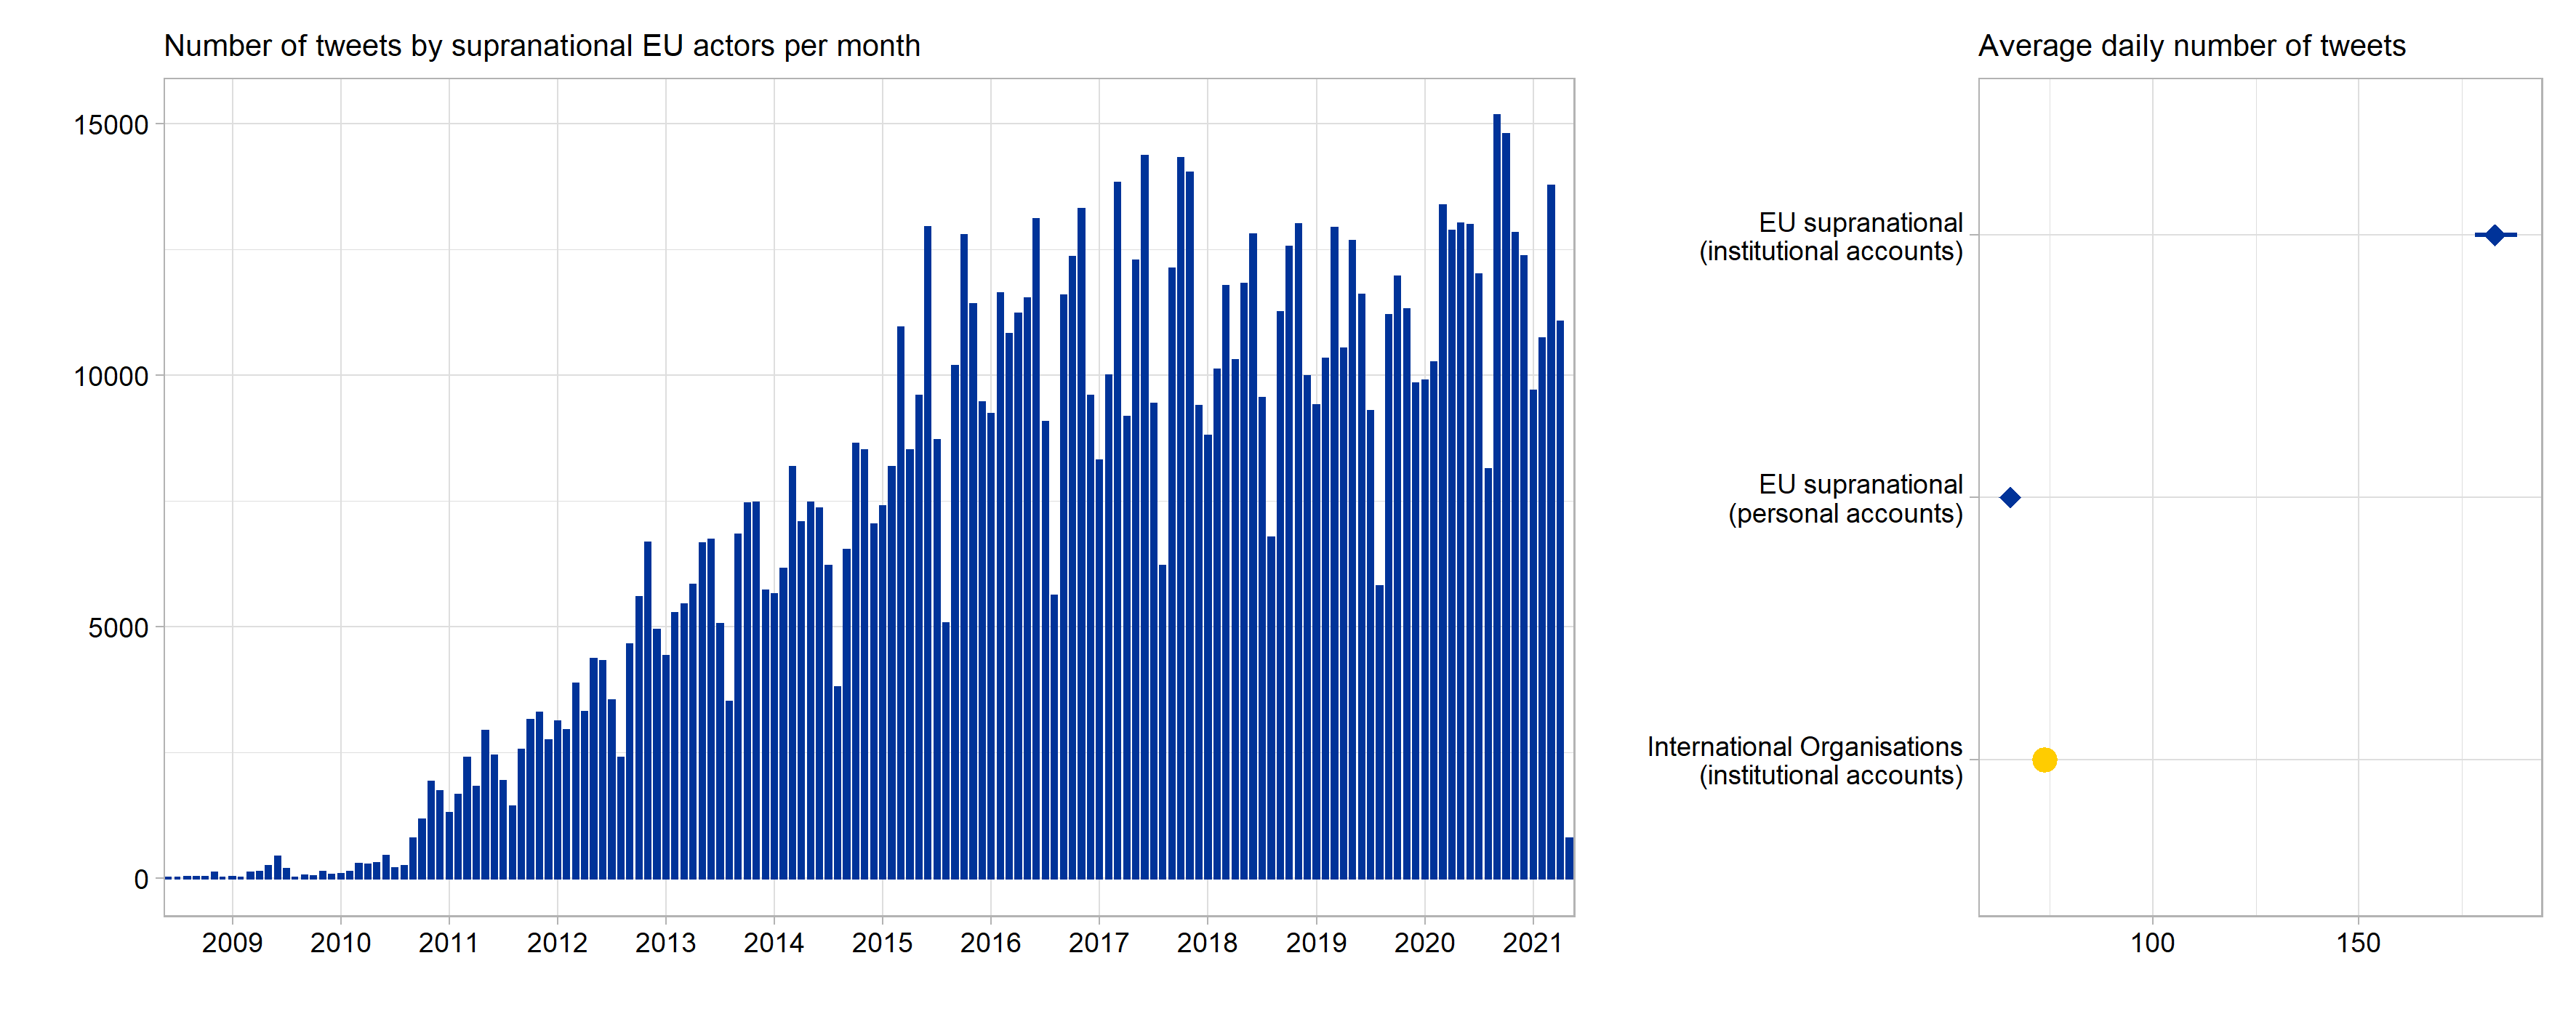 Number of tweets by supranational EU actors per month
15000
10000
5000
0
2009 2010 2011 2012 2013 2014 2015 2016 2017 2018 2019 2020 2021
Average daily number of tweets
EU supranational
(institutional accounts)
EU supranational
(personal accounts)
International Organisations
(institutional accounts)
100 150